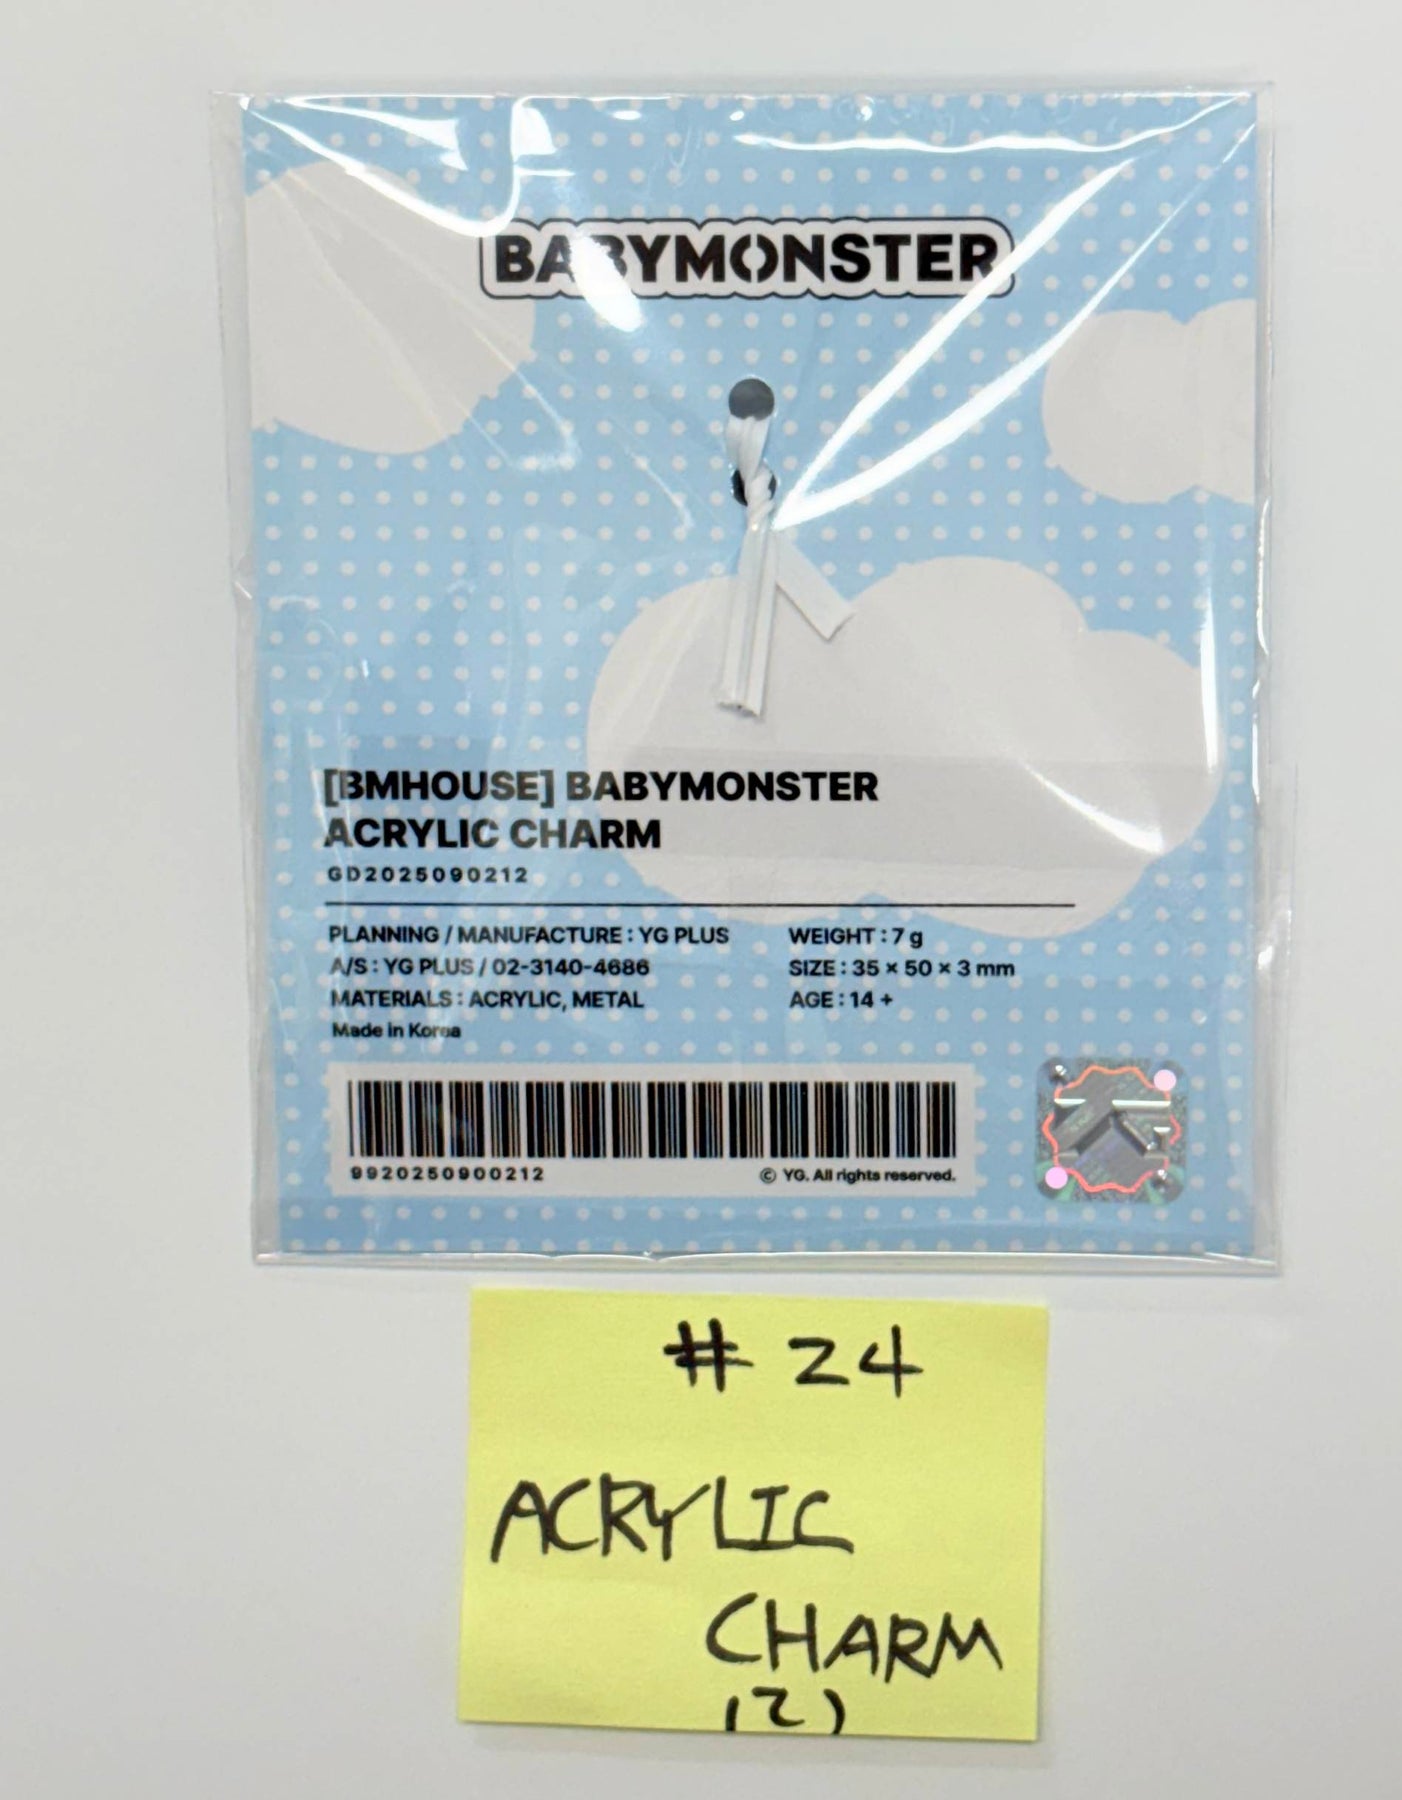 BABYMONSTER
[BMHOUSE] BABYMONSTER
ACRYLIC CHARM
GD2025090212
PLANNING / MANUFACTURE : YG PLUS
A/S : YG PLUS / 02-3140-4686
MATERIALS : ACRYLIC, METAL
Made in Korea
WEIGHT : 7 g
SIZE : 35 × 50 × 3 mm
AGE : 14 +
9920250900212
© YG. All rights reserved.
# 24
ACRYLIC
CHARM
(2)